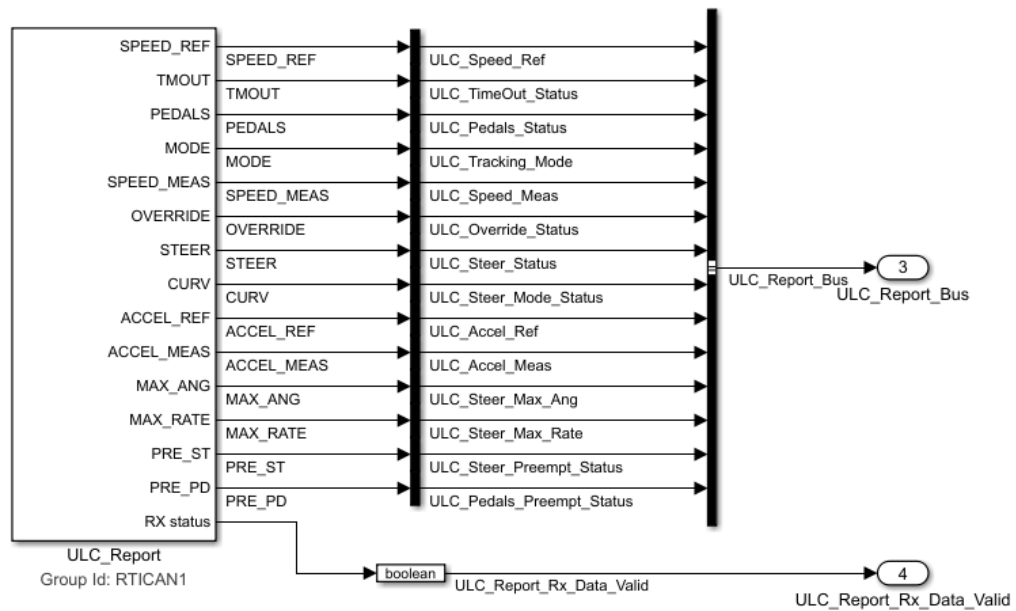 SPEED_REF
SPEED_REF
ULC_Speed_Ref
TMOUT
TMOUT
ULC_TimeOut_Status
PEDALS
PEDALS
ULC_Pedals_Status
MODE
MODE
ULC_Tracking_Mode
SPEED_MEAS
SPEED_MEAS
ULC_Speed_Meas
OVERRIDE
OVERRIDE
ULC_Override_Status
STEER
STEER
ULC_Steer_Status
CURV
CURV
ULC_Steer_Mode_Status
ACCEL_REF
ACCEL_REF
ULC_Accel_Ref
ACCEL_MEAS
ACCEL_MEAS
ULC_Accel_Meas
MAX_ANG
MAX_ANG
ULC_Steer_Max_Ang
MAX_RATE
MAX_RATE
ULC_Steer_Max_Rate
PRE_ST
PRE_ST
ULC_Steer_Preempt_Status
PRE_PD
PRE_PD
ULC_Pedals_Preempt_Status
RX status
ULC_Report
Group Id: RTICAN1
ULC_Report_Bus
3
ULC_Report_Bus
boolean
ULC_Report_Rx_Data_Valid
4
ULC_Report_Rx_Data_Valid